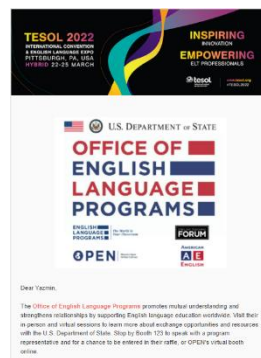 TESOL 2022
INTERNATIONAL CONVENTION
& ENGLISH LANGUAGE EXPO
PITTSBURGH, PA, USA
HYBRID 22-25 MARCH
INSPIRING
INNOVATION
EMPOWERING
ELT PROFESSIONALS
tesol
#TESOL2022
U.S. DEPARTMENT OF STATE
OFFICE OF
ENGLISH
LANGUAGE
PROGRAMS
ENGLISH
LANGUAGE
PROGRAMS
FORUM
OPEN
AMERICAN
A E
ENGLISH
Dear Yazmin,
The Office of English Language Programs promotes mutual understanding and
strengthens relationships by supporting English language education worldwide. Visit their
in person and virtual sessions to learn more about exchange opportunities and resources
with the U.S. Department of State. Stop by Booth 123 to speak with a program
representative and for a chance to be entered in their raffle, or OPEN's virtual booth
online.